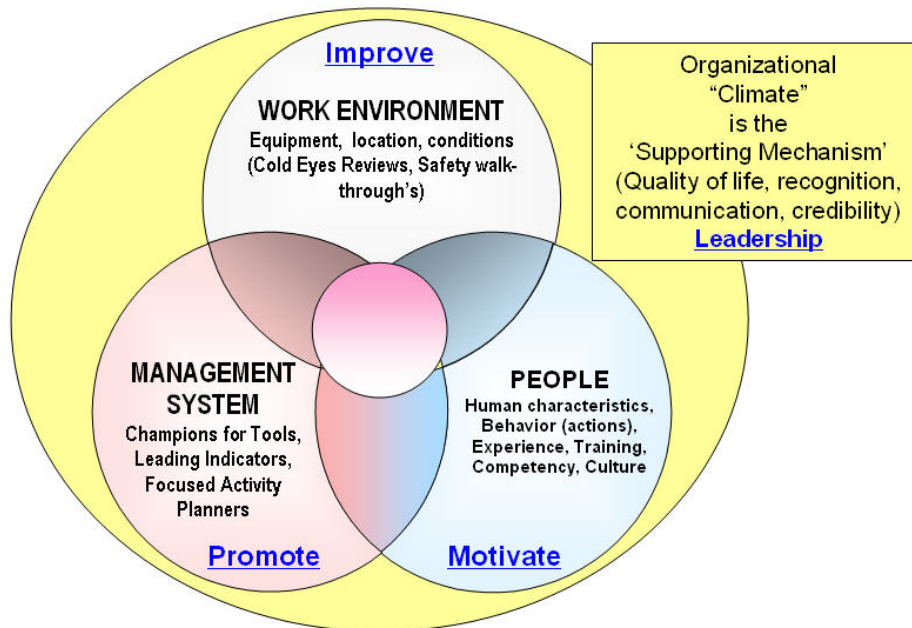 Improve
WORK ENVIRONMENT
Equipment, location, conditions
(Cold Eyes Reviews, Safety walk-
through's)
Organizational
“Climate”
is the
‘Supporting Mechanism’
(Quality of life, recognition,
communication, credibility)
Leadership
MANAGEMENT
SYSTEM
Champions for Tools,
Leading Indicators,
Focused Activity
Planners
Promote
PEOPLE
Human characteristics,
Behavior (actions),
Experience, Training,
Competency, Culture
Motivate